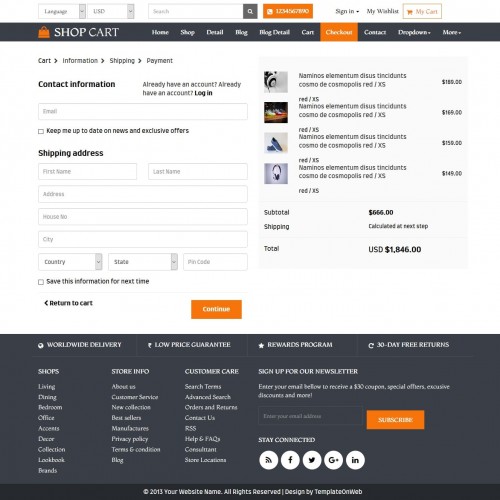 Language USD Search 1234567890 Sign in My Wishlist My Cart
SHOP CART Home Shop Detail Blog Blog Detail Cart Checkout Contact Dropdown More
Cart Information Shipping Payment
Contact information
Already have an account? Already
have an account? Log in
Email
Keep me up to date on news and exclusive offers
Shipping address
First Name Last Name
Address
House No
City
Country State Pin Code
Save this information for next time
Return to cart Continue
Naminos elementum disus tincidunts
cosmo de cosmopolis red / XS
$189.00
red / XS
Naminos elementum disus tincidunts
cosmo de cosmopolis red / XS
$169.00
red / XS
Naminos elementum disus tincidunts
cosmo de cosmopolis red / XS
$159.00
red / XS
Naminos elementum disus tincidunts
cosmo de cosmopolis red / XS
$149.00
red / XS
Subtotal $666.00
Shipping Calculated at next step
Total USD $1,846.00
WORLDWIDE DELIVERY LOW PRICE GUARANTEE REWARDS PROGRAM 30-DAY FREE RETURNS
SHOPS
Living
Dining
Bedroom
Office
Accents
Decor
Collection
Lookbook
Brands
STORE INFO
About us
Customer Service
New collection
Best sellers
Manufactures
Privacy policy
Terms & condition
Blog
CUSTOMER CARE
Search Terms
Advanced Search
Orders and Returns
Contact Us
RSS
Help & FAQs
Consultant
Store Locations
SIGN UP FOR OUR NEWSLETTER
Enter your email bellow to receive a $30 coupon, special offters, excusive
discounts and more!
Enter your email address SUBSCRIBE
STAY CONNECTED
© 2013 Your Website Name. All Rights Reserved | Design by TemplateOnWeb